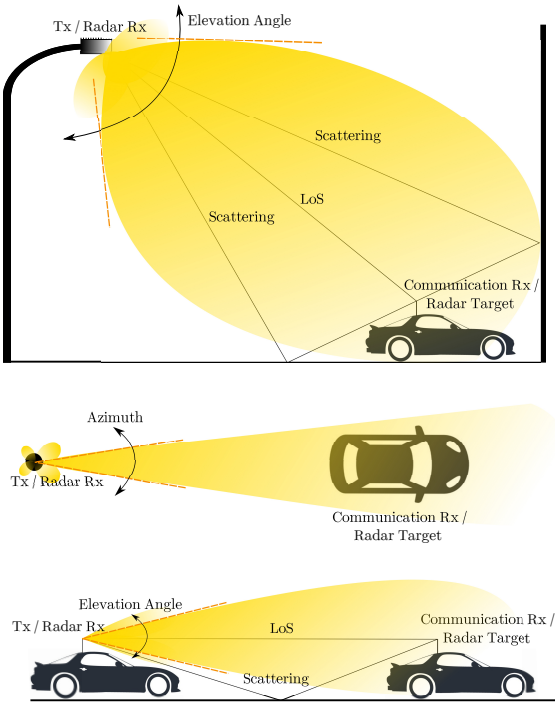 Tx / Radar Rx
Elevation Angle
Scattering
LoS
Scattering
Communication Rx /
Radar Target
Azimuth
Tx / Radar Rx
Communication Rx /
Radar Target
Elevation Angle
Tx / Radar Rx
LoS
Communication Rx /
Radar Target
Scattering